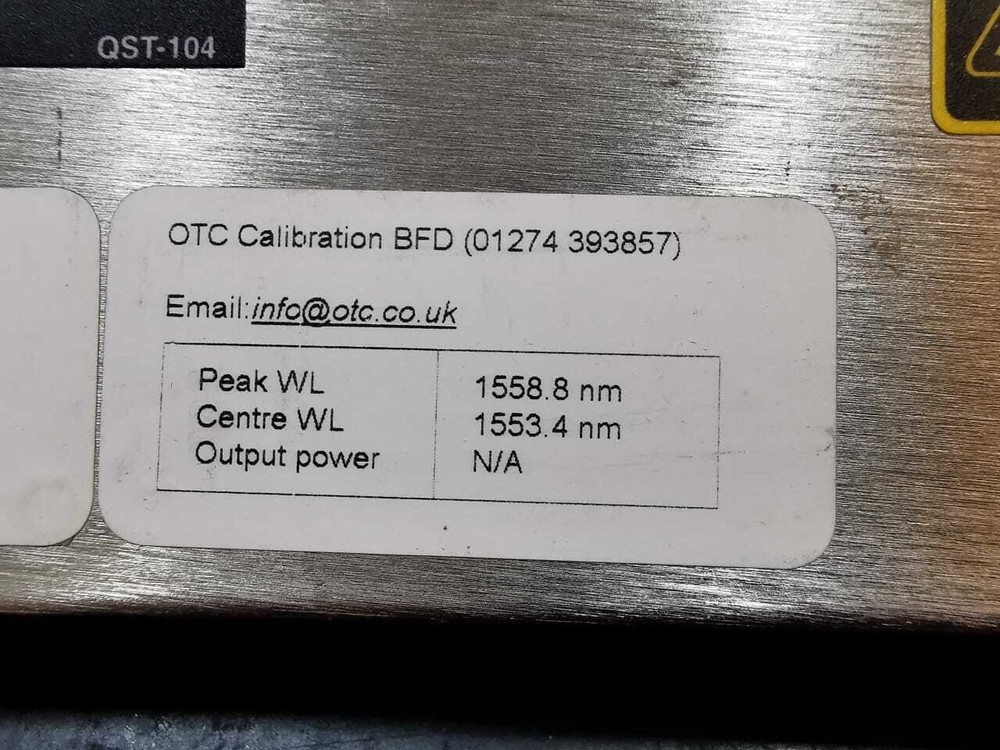 QST-104
OTC Calibration BFD (01274 393857)
Email:info@otc.co.uk
Peak WL 1558.8 nm
Centre WL 1553.4 nm
Output power N/A